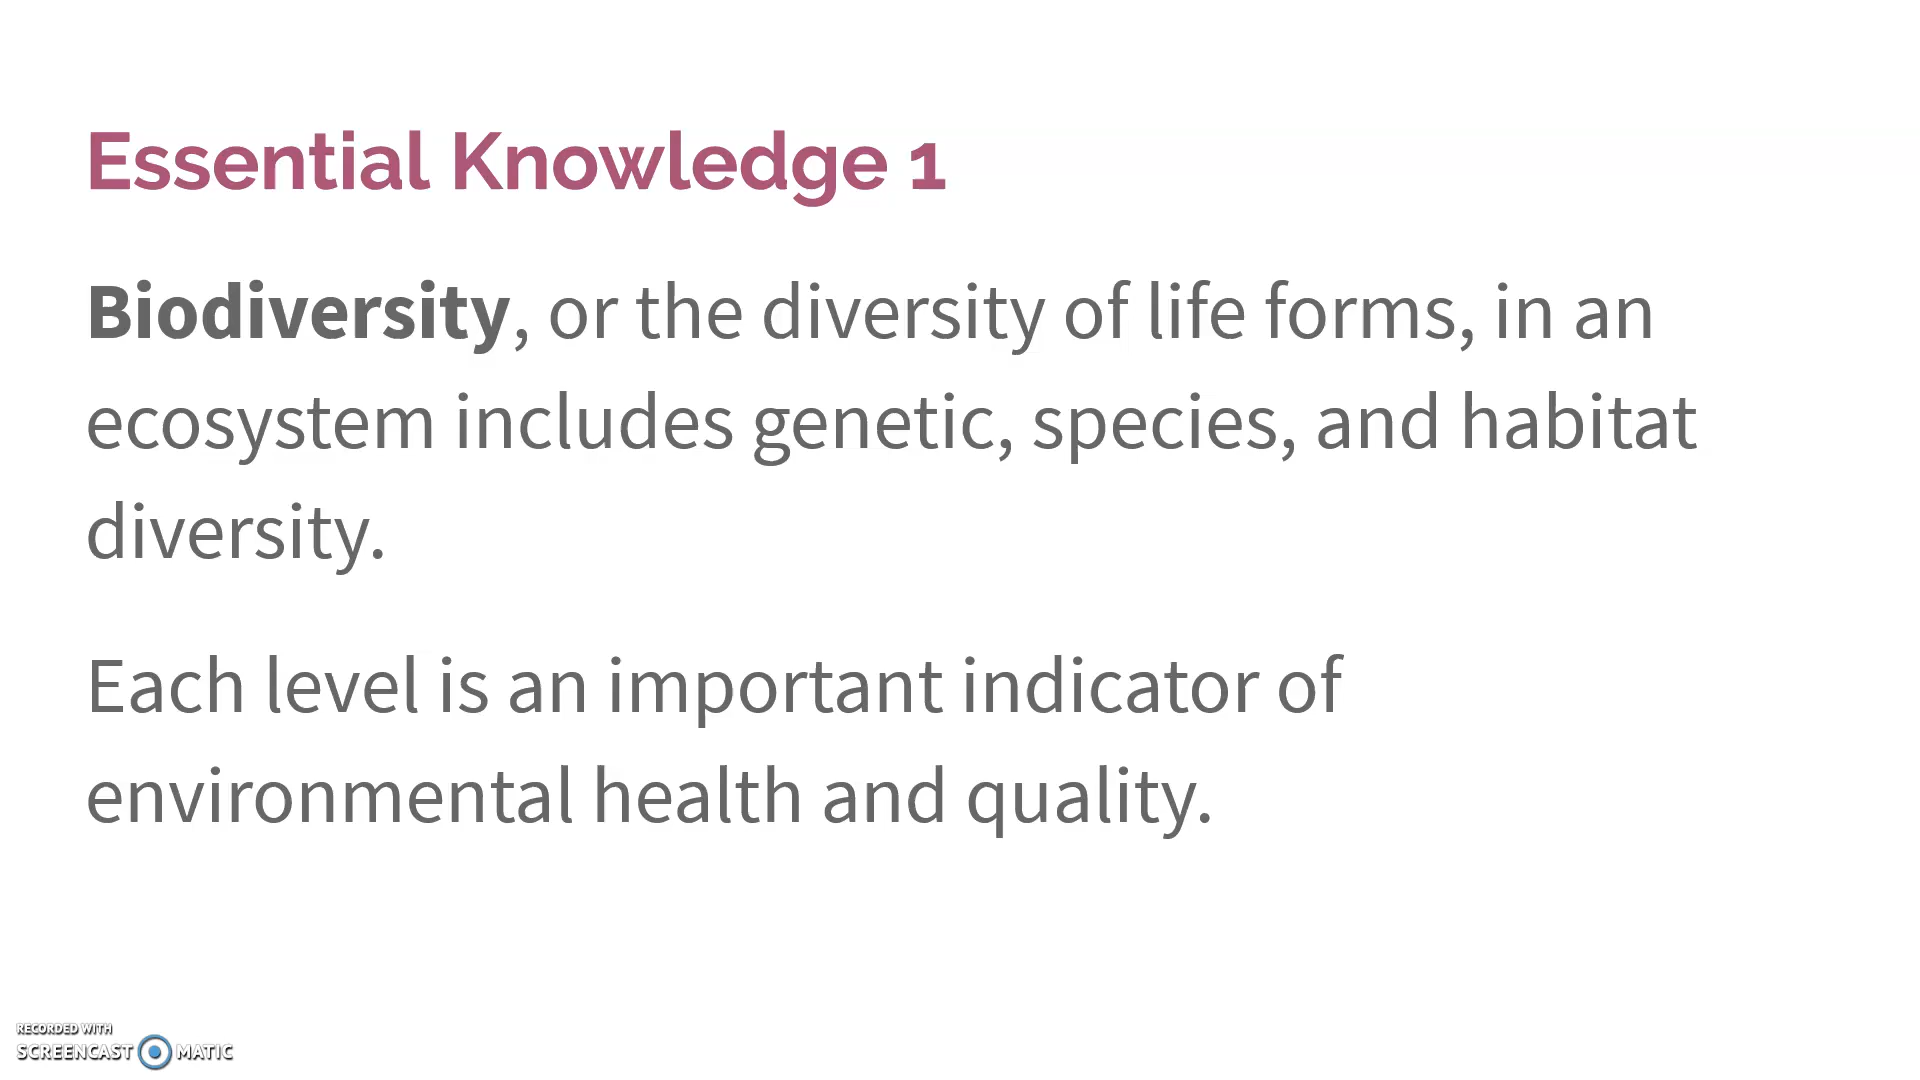 Essential Knowledge 1
Biodiversity, or the diversity of life forms, in an
ecosystem includes genetic, species, and habitat
diversity.
Each level is an important indicator of
environmental health and quality.
RECORDED WITH
SCREENCAST MATIC